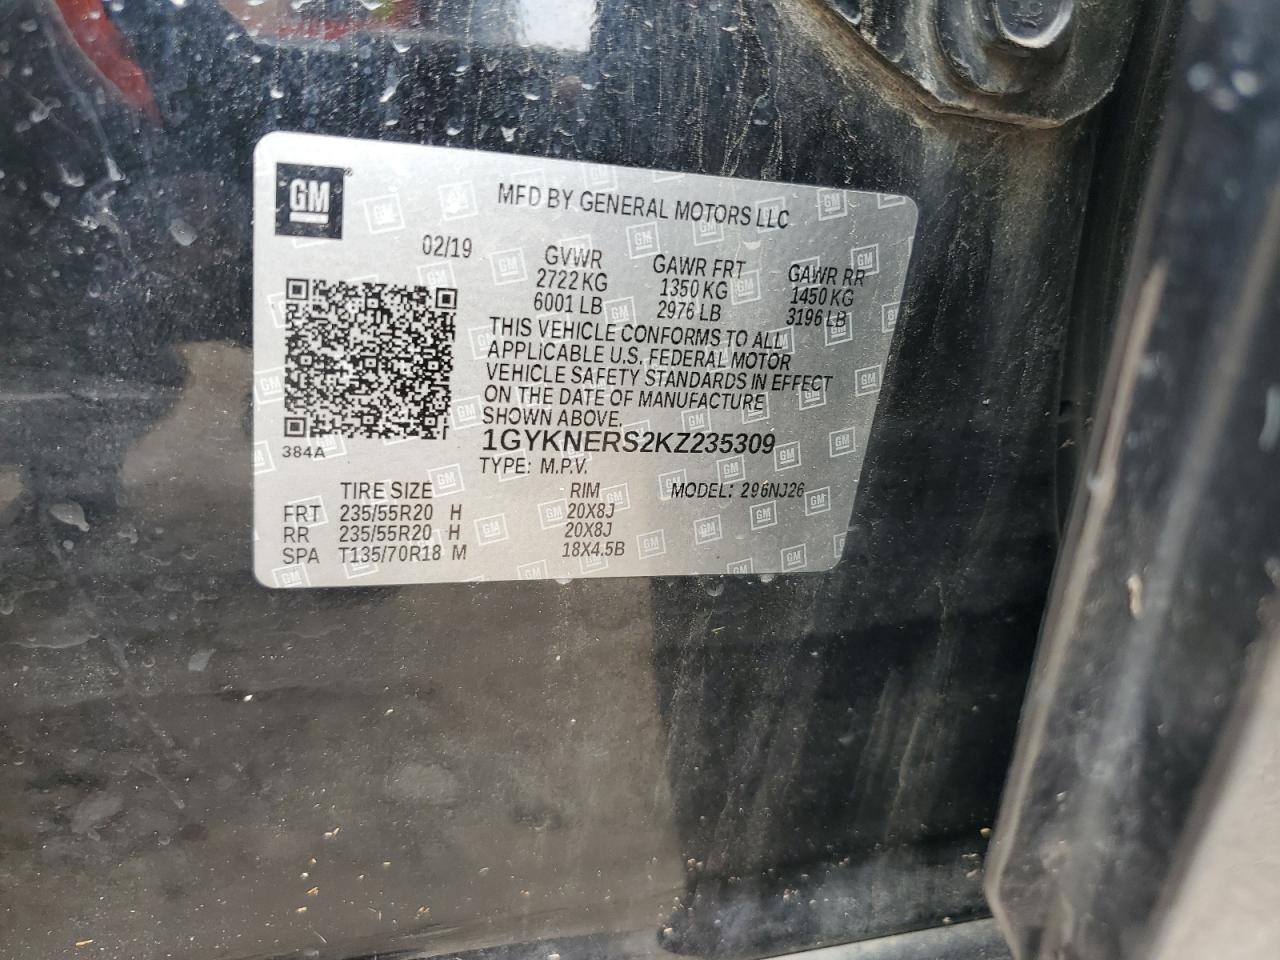 GM
MFD BY GENERAL MOTORS LLC
02/19
GVWR GAWR FRT GAWR RR
2722 KG 1350 KG 1450 KG
6001 LB 2976 LB 3196 LB
THIS VEHICLE CONFORMS TO ALL
APPLICABLE U.S. FEDERAL MOTOR
VEHICLE SAFETY STANDARDS IN EFFECT
ON THE DATE OF MANUFACTURE
SHOWN ABOVE.
384A
1GYKNERS2KZ235309
TYPE: M.P.V.
TIRE SIZE RIM MODEL: 296NJ26
FRT 235/55R20 H 20X8J
RR 235/55R20 H 20X8J
SPA T135/70R18 M 18X4.5B